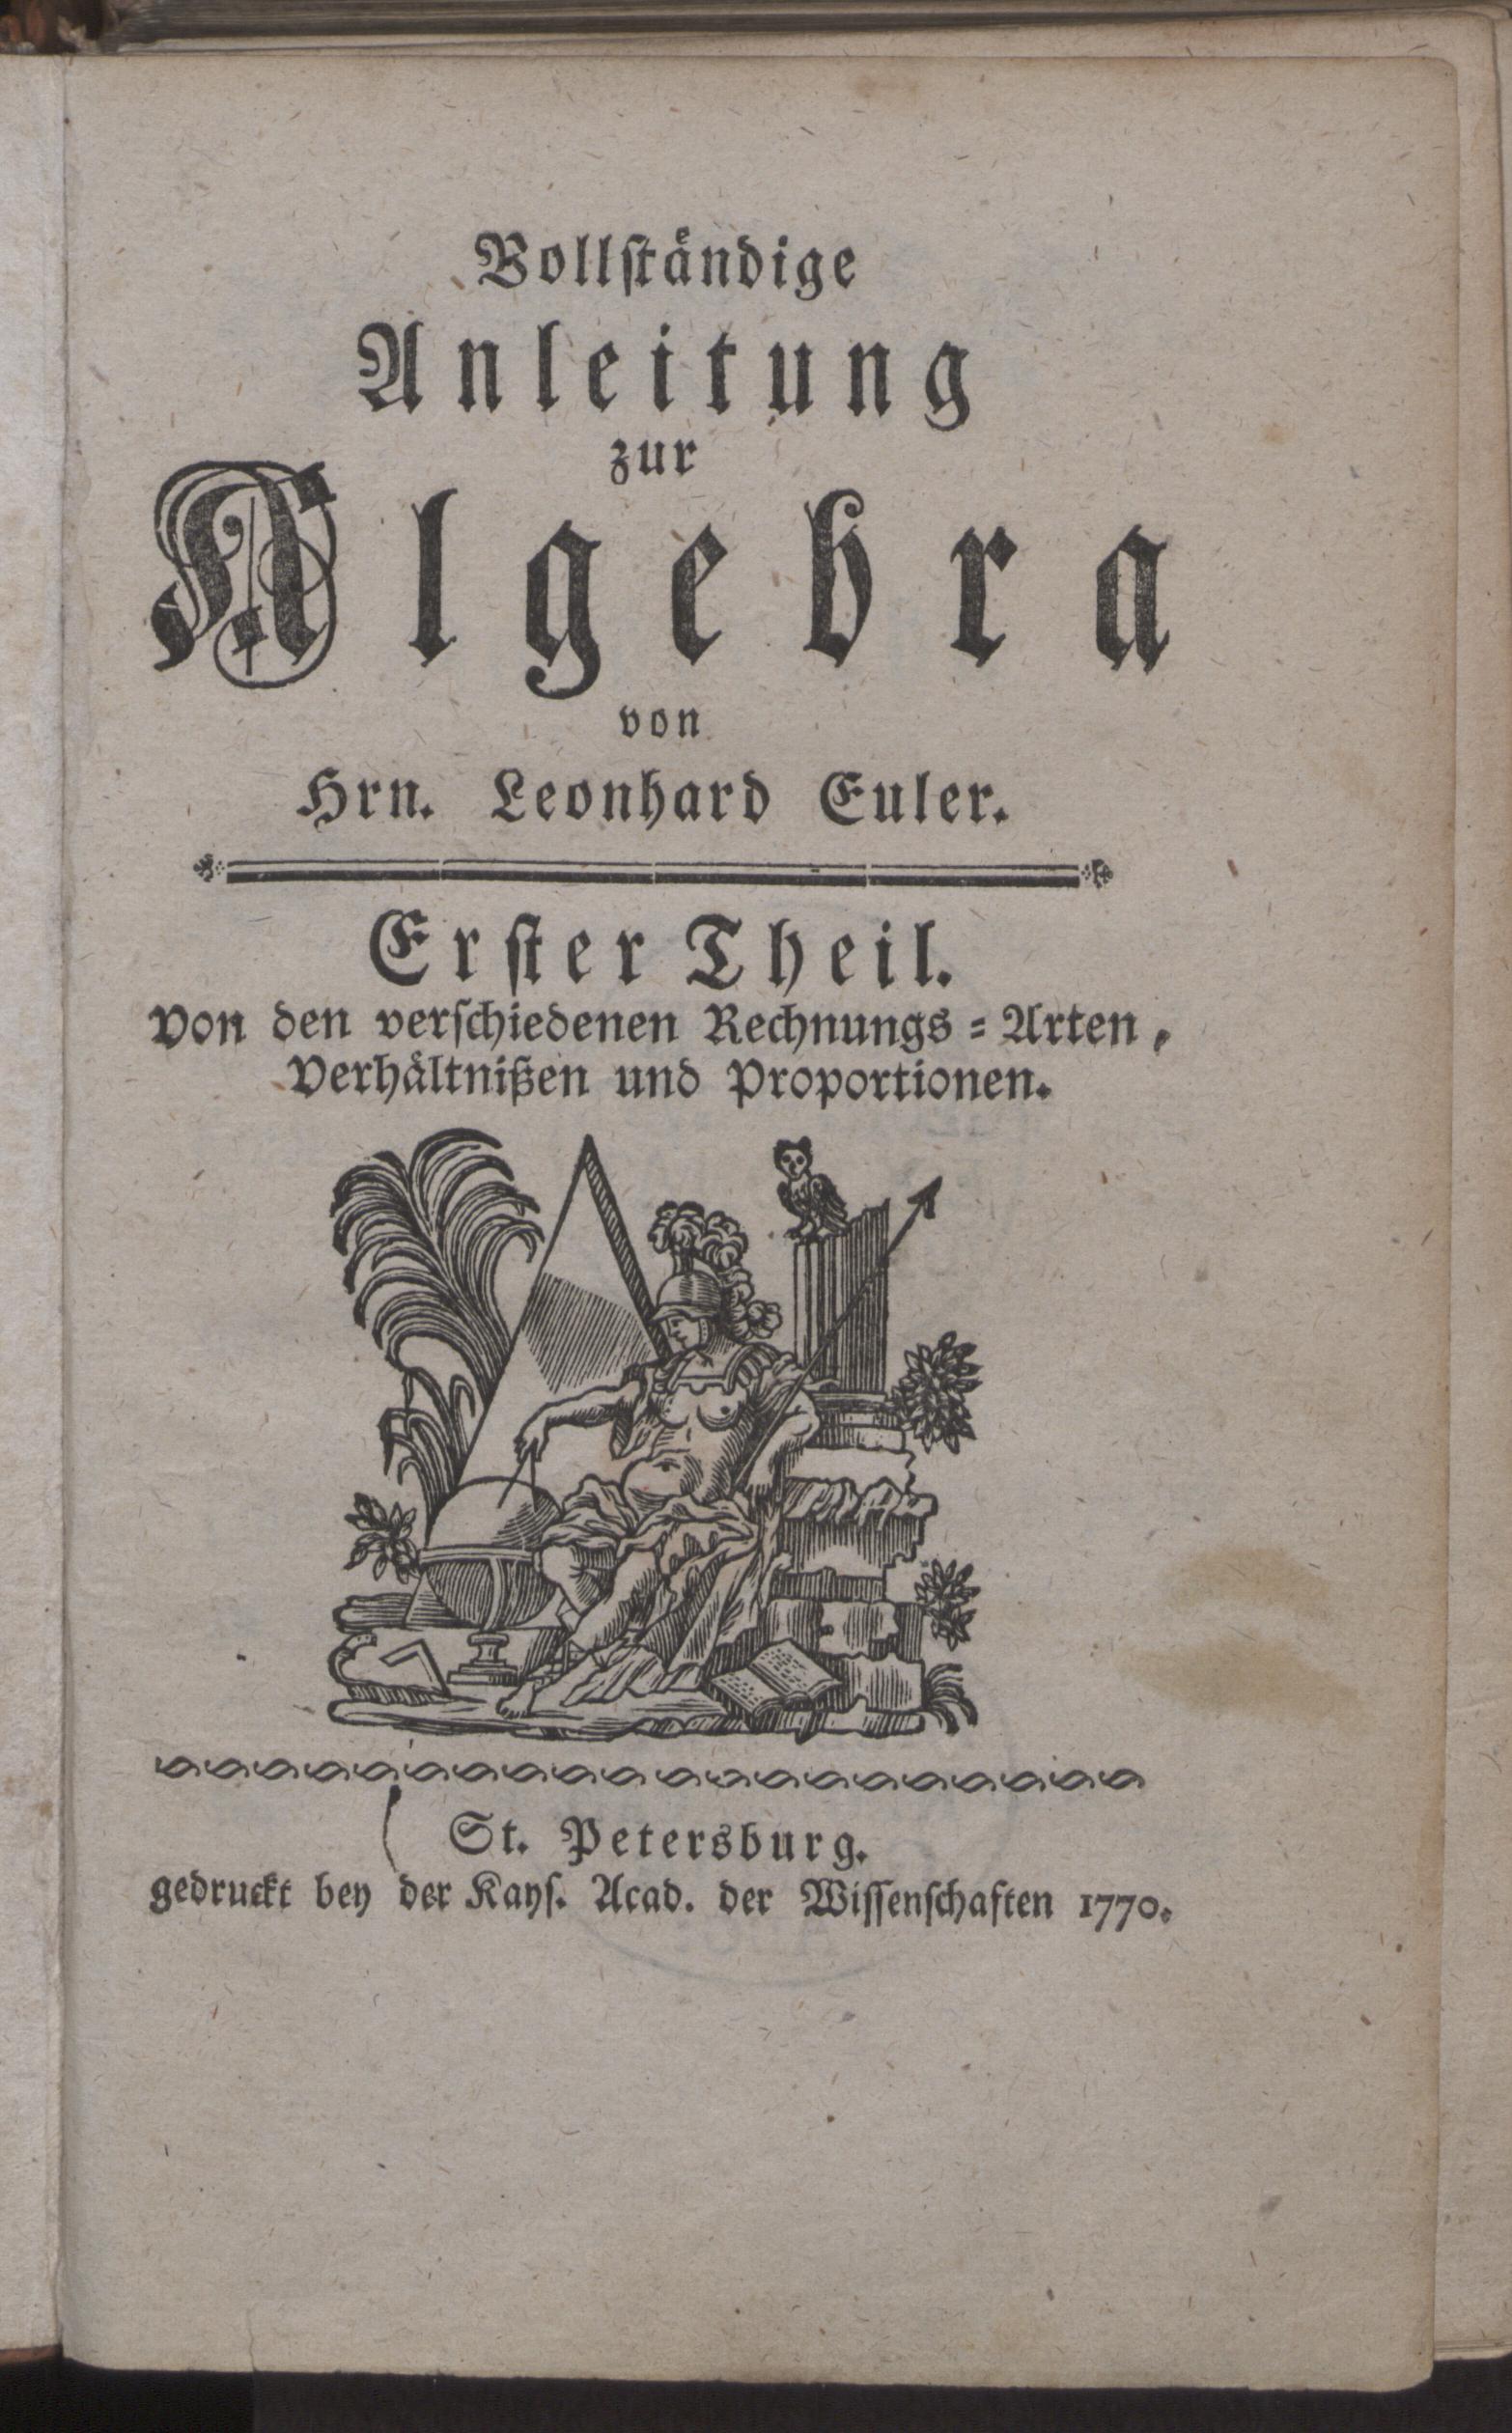 Vollſtändige
Anleitung
zur
Algebra
von
Hrn. Leonhard Euler.
Erſter Theil.
Von den verſchiedenen Rechnungs=Arten,
Verhältnißen und Proportionen.
St. Petersburg.
gedruckt bey der Kayſ. Acad. der Wiſſenſchaften 1770.